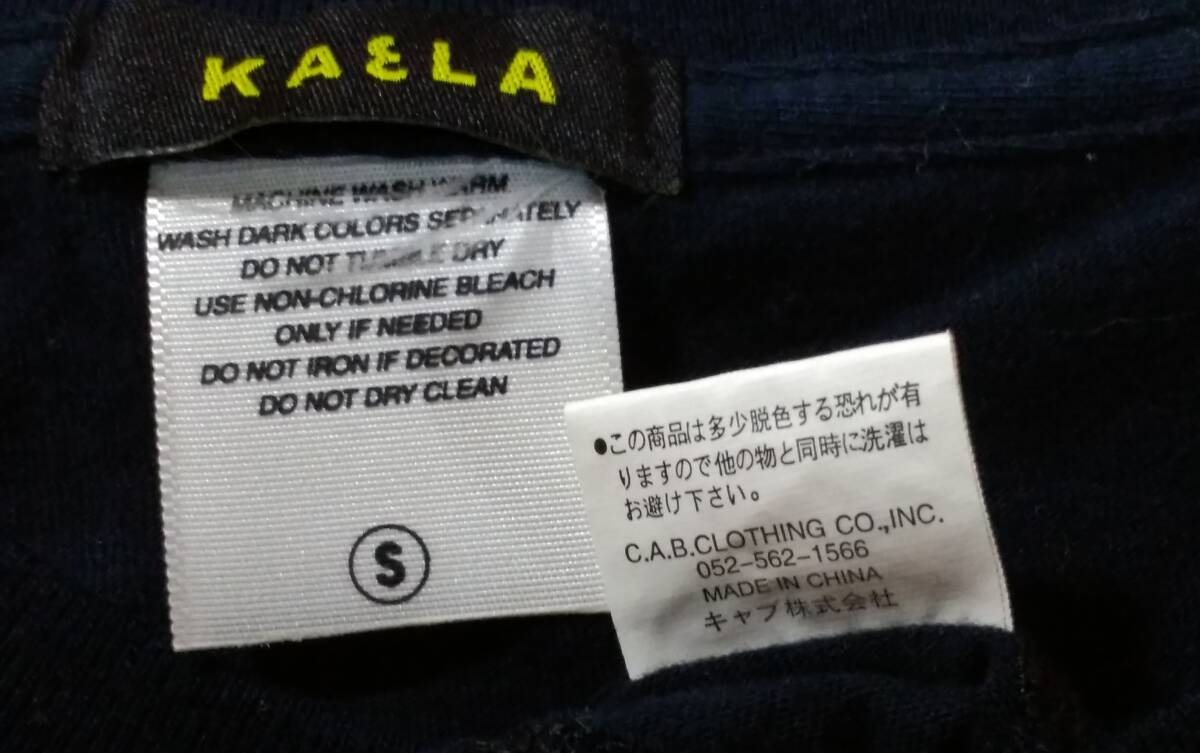 KAƐLA
MACHINE WASH WARM
WASH DARK COLORS SEPARATELY
DO NOT TUMBLE DRY
USE NON-CHLORINE BLEACH
ONLY IF NEEDED
DO NOT IRON IF DECORATED
DO NOT DRY CLEAN
S
●この商品は多少脱色する恐れが有
りますので他の物と同時に洗濯は
お避け下さい。
C.A.B.CLOTHING CO.,INC.
052-562-1566
MADE IN CHINA
キャブ株式会社